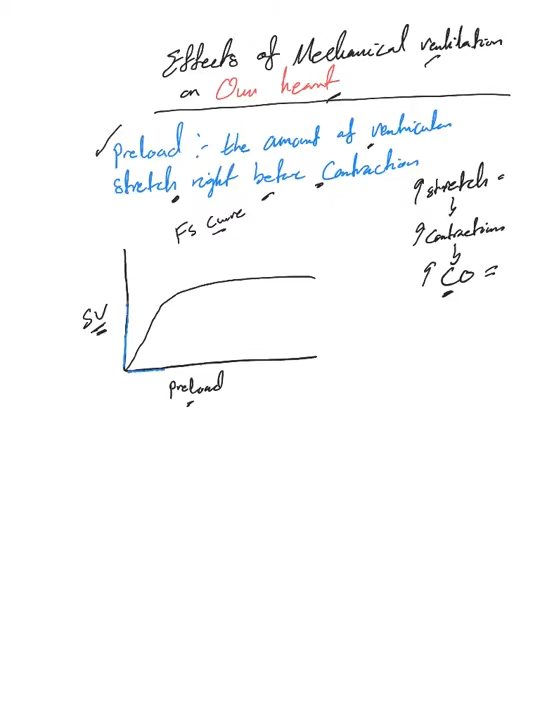 Effects of Mechanical ventilation
on Our heart
✓ Preload :- the amount of ventricular
stretch right before Contraction
↑ stretch =
↓
↑ Contractions
↓
↑ CO =
FS Curve
SV
Preload